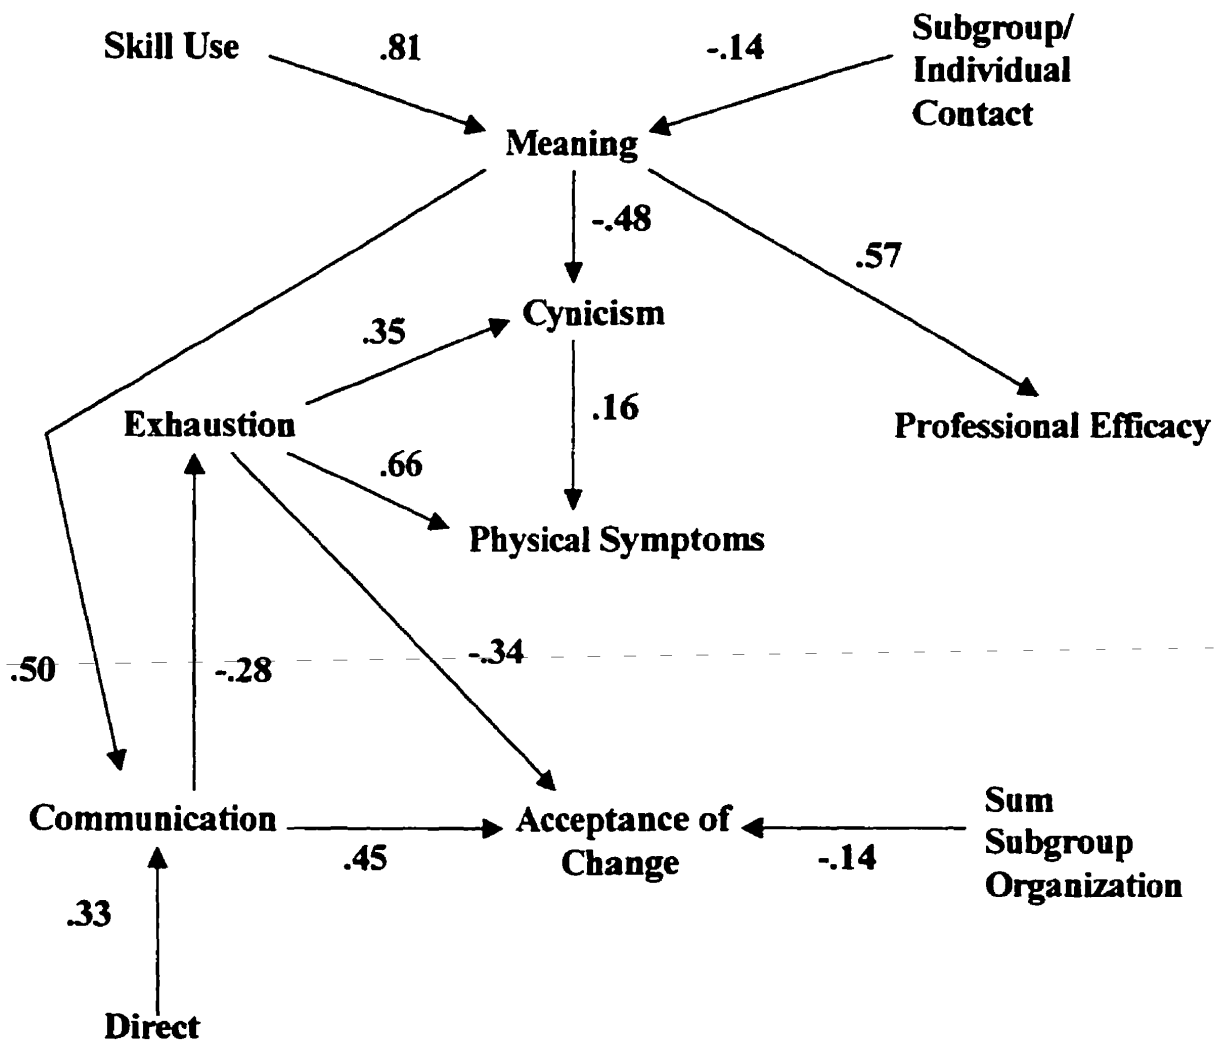 Skill Use
.81
-.14
Subgroup/
Individual
Contact
Meaning
-.48
.57
Cynicism
.35
.16
Exhaustion
Professional Efficacy
.66
Physical Symptoms
-.34
.50
-.28
Communication
Acceptance of
Change
Sum
Subgroup
Organization
.45
-.14
.33
Direct